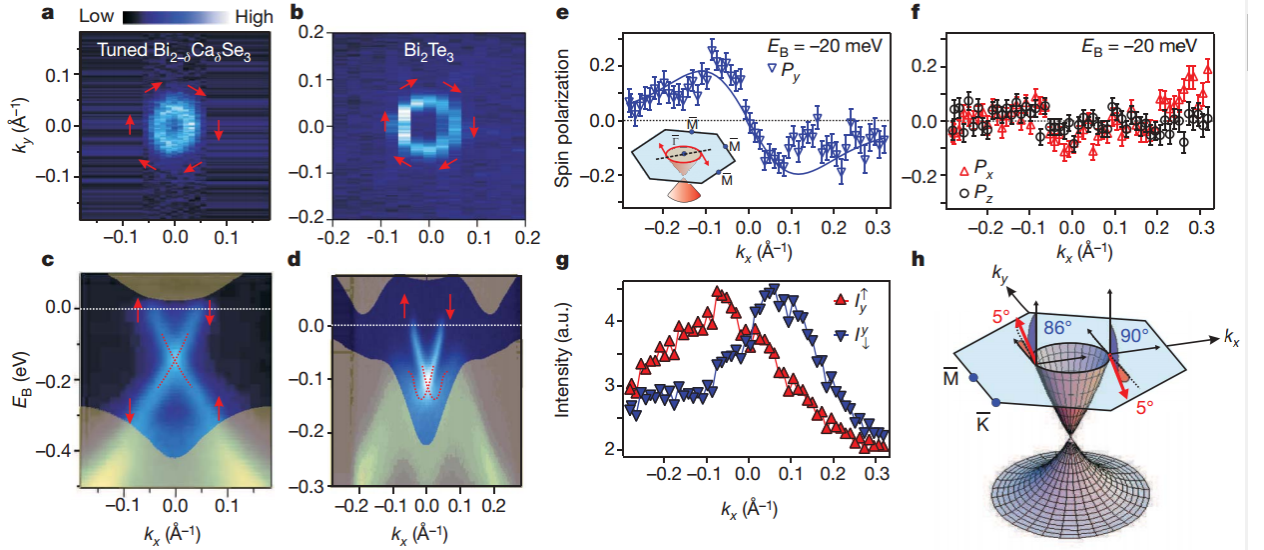 a Low High
Tuned Bi2−δCaδSe3
ky (Å−1)
0.1
0.0
−0.1
−0.1 0.0 0.1
b
Bi2Te3
0.2
0.1
0.0
−0.1
−0.2
−0.2 −0.1 0.0 0.1
e
EB = −20 meV
Py
Spin polarization
0.2
0.0
−0.2
M
Γ
M
M
−0.2 −0.1 0.0 0.1 0.2 0.3
kx (Å−1)
f
EB = −20 meV
0.2
0.0
−0.2
Px
Pz
−0.2 −0.1 0.0 0.1 0.2 0.3
kx (Å−1)
c
EB (eV)
0.0
−0.2
−0.4
−0.1 0.0 0.1
kx (Å−1)
d
0.0
−0.1
−0.2
−0.3
−0.2 −0.1 0.0 0.1 0.2
kx (Å−1)
g
Iy↑
Iy↓
Intensity (a.u.)
4
3
2
−0.2 −0.1 0.0 0.1 0.2 0.3
kx (Å−1)
h
ky
5°
86°
90°
kx
M
K
5°